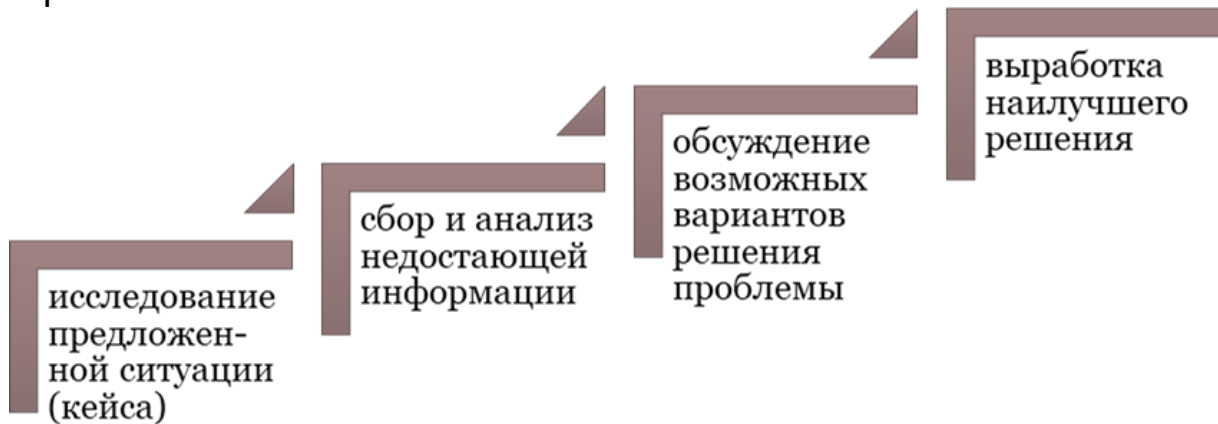 исследование
предложен-
ной ситуации
(кейса)
сбор и анализ
недостающей
информации
обсуждение
возможных
вариантов
решения
проблемы
выработка
наилучшего
решения